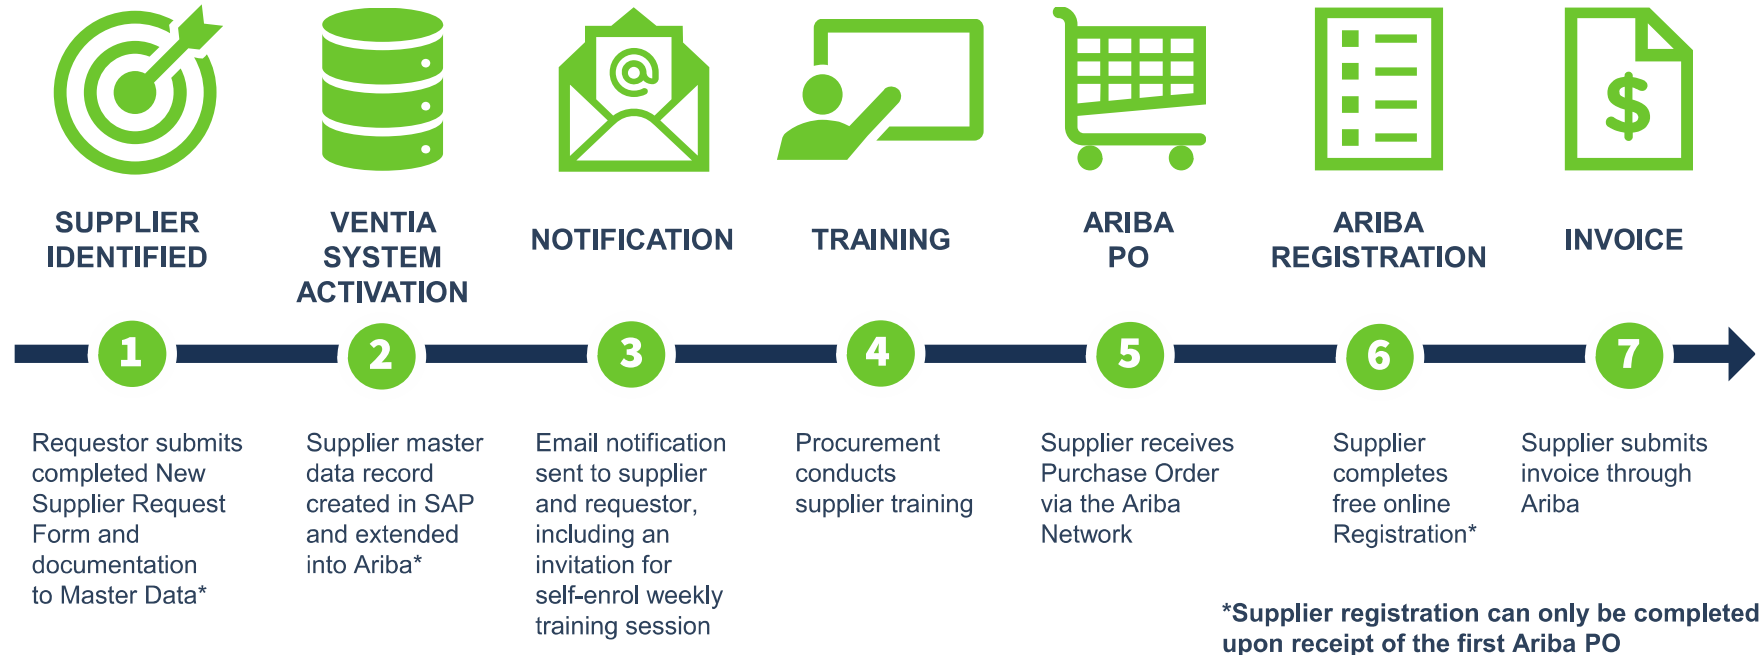 @
$
SUPPLIER
IDENTIFIED
VENTIA
SYSTEM
ACTIVATION
NOTIFICATION
TRAINING
ARIBA
PO
ARIBA
REGISTRATION
INVOICE
1
2
3
4
5
6
7
Requestor submits
completed New
Supplier Request
Form and
documentation
to Master Data*
Supplier master
data record
created in SAP
and extended
into Ariba*
Email notification
sent to supplier
and requestor,
including an
invitation for
self-enrol weekly
training session
Procurement
conducts
supplier training
Supplier receives
Purchase Order
via the Ariba
Network
Supplier
completes
free online
Registration*
Supplier submits
invoice through
Ariba
*Supplier registration can only be completed
upon receipt of the first Ariba PO